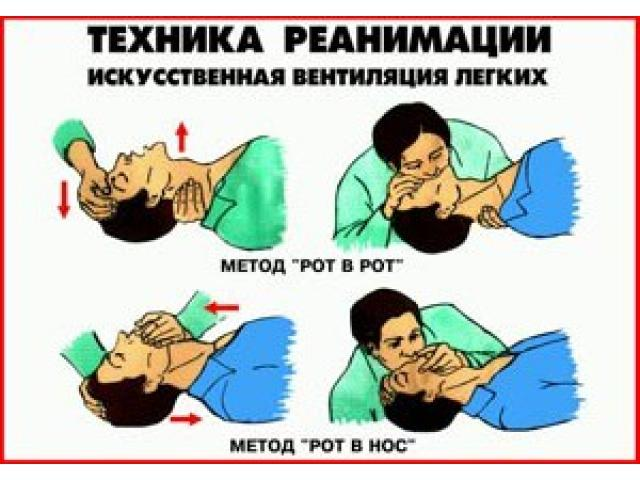 ТЕХНИКА РЕАНИМАЦИИ
ИСКУССТВЕННАЯ ВЕНТИЛЯЦИЯ ЛЕГКИХ
МЕТОД "РОТ В РОТ"
МЕТОД "РОТ В НОС"